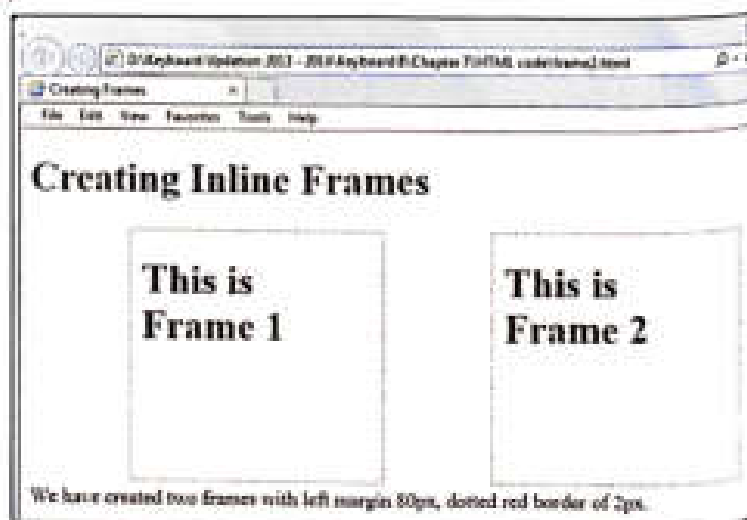 Creating Frames
File Edit View Favorites Tools Help
Creating Inline Frames
This is
Frame 1
This is
Frame 2
We have created two frames with left margin 80px, dotted red border of 2px.